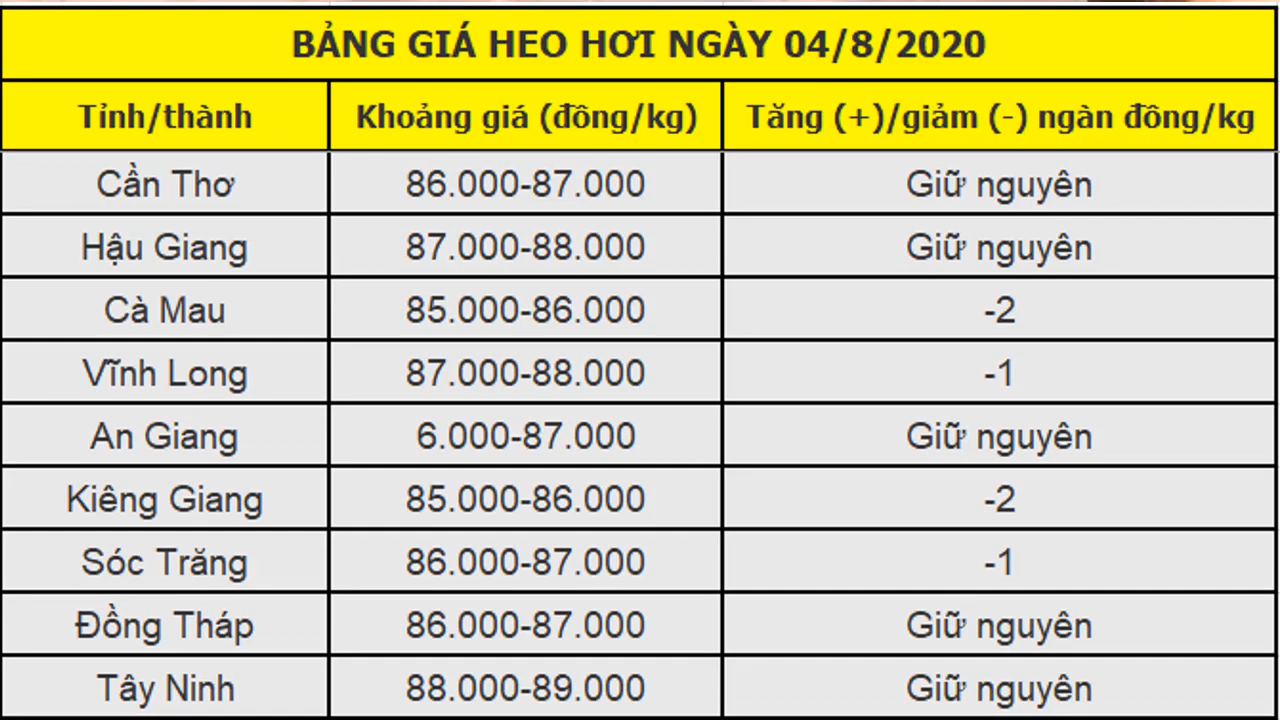 BẢNG GIÁ HEO HƠI NGÀY 04/8/2020
Tỉnh/thành Khoảng giá (đồng/kg) Tăng (+)/giảm (-) ngàn đồng/kg
Cần Thơ 86.000-87.000 Giữ nguyên
Hậu Giang 87.000-88.000 Giữ nguyên
Cà Mau 85.000-86.000 -2
Vĩnh Long 87.000-88.000 -1
An Giang 6.000-87.000 Giữ nguyên
Kiêng Giang 85.000-86.000 -2
Sóc Trăng 86.000-87.000 -1
Đồng Tháp 86.000-87.000 Giữ nguyên
Tây Ninh 88.000-89.000 Giữ nguyên